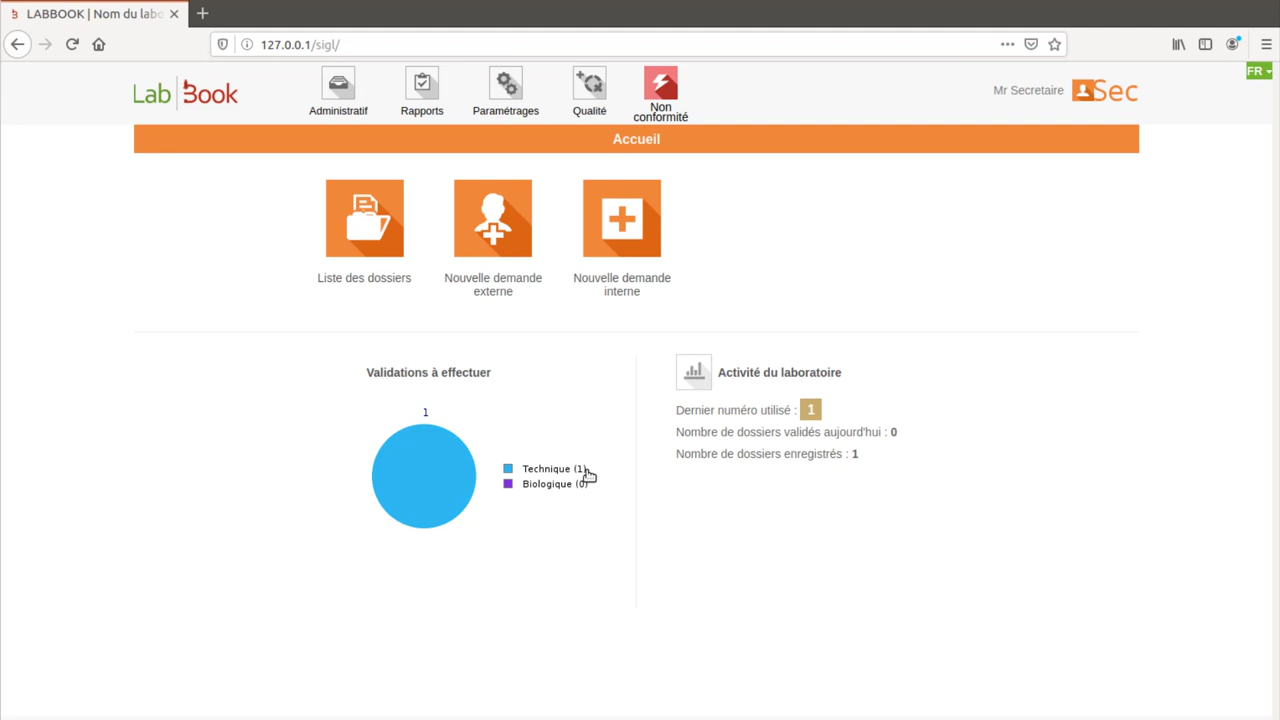 LABBOOK | Nom du labo
127.0.0.1/sigl/
FR
Lab Book
Administratif
Rapports
Paramétrages
Qualité
Non
conformité
Mr Secretaire
Sec
Accueil
Liste des dossiers
Nouvelle demande
externe
Nouvelle demande
interne
Validations à effectuer
1
Technique (1)
Biologique (0)
Activité du laboratoire
Dernier numéro utilisé : 1
Nombre de dossiers validés aujourd'hui : 0
Nombre de dossiers enregistrés : 1